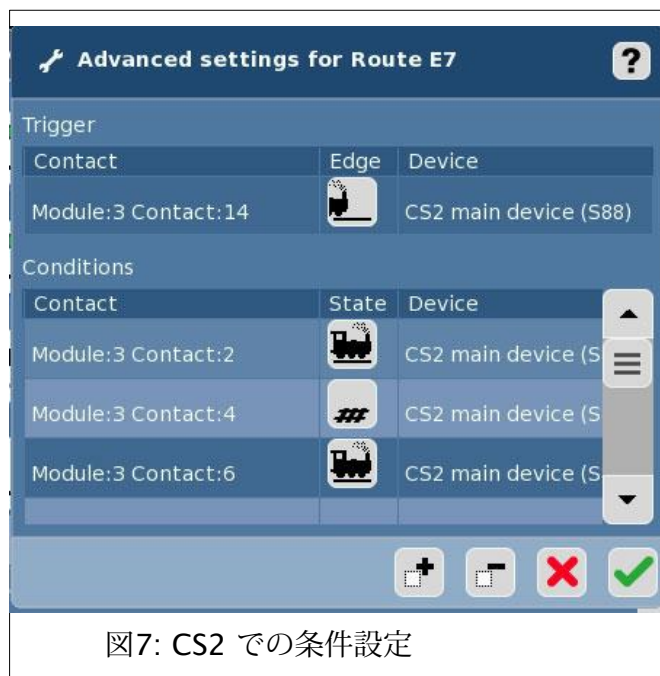 Advanced settings for Route E7 ?
Trigger
Contact Edge Device
Module:3 Contact:14 CS2 main device (S88)
Conditions
Contact State Device
Module:3 Contact:2 CS2 main device (S
Module:3 Contact:4 CS2 main device (S
Module:3 Contact:6 CS2 main device (S
図7: CS2 での条件設定